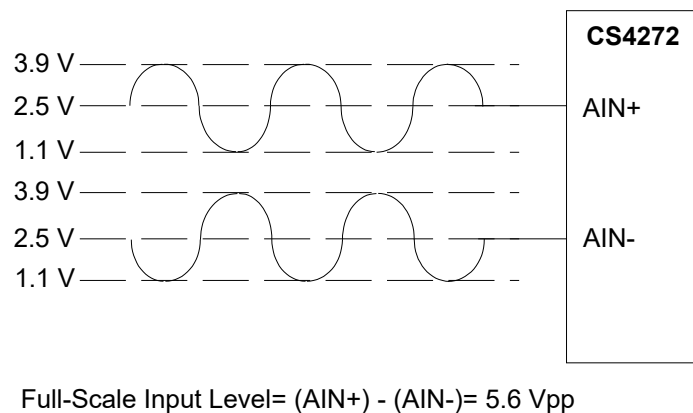 CS4272
3.9 V
2.5 V
AIN+
1.1 V
3.9 V
2.5 V
AIN-
1.1 V
Full-Scale Input Level= (AIN+) - (AIN-)= 5.6 Vpp